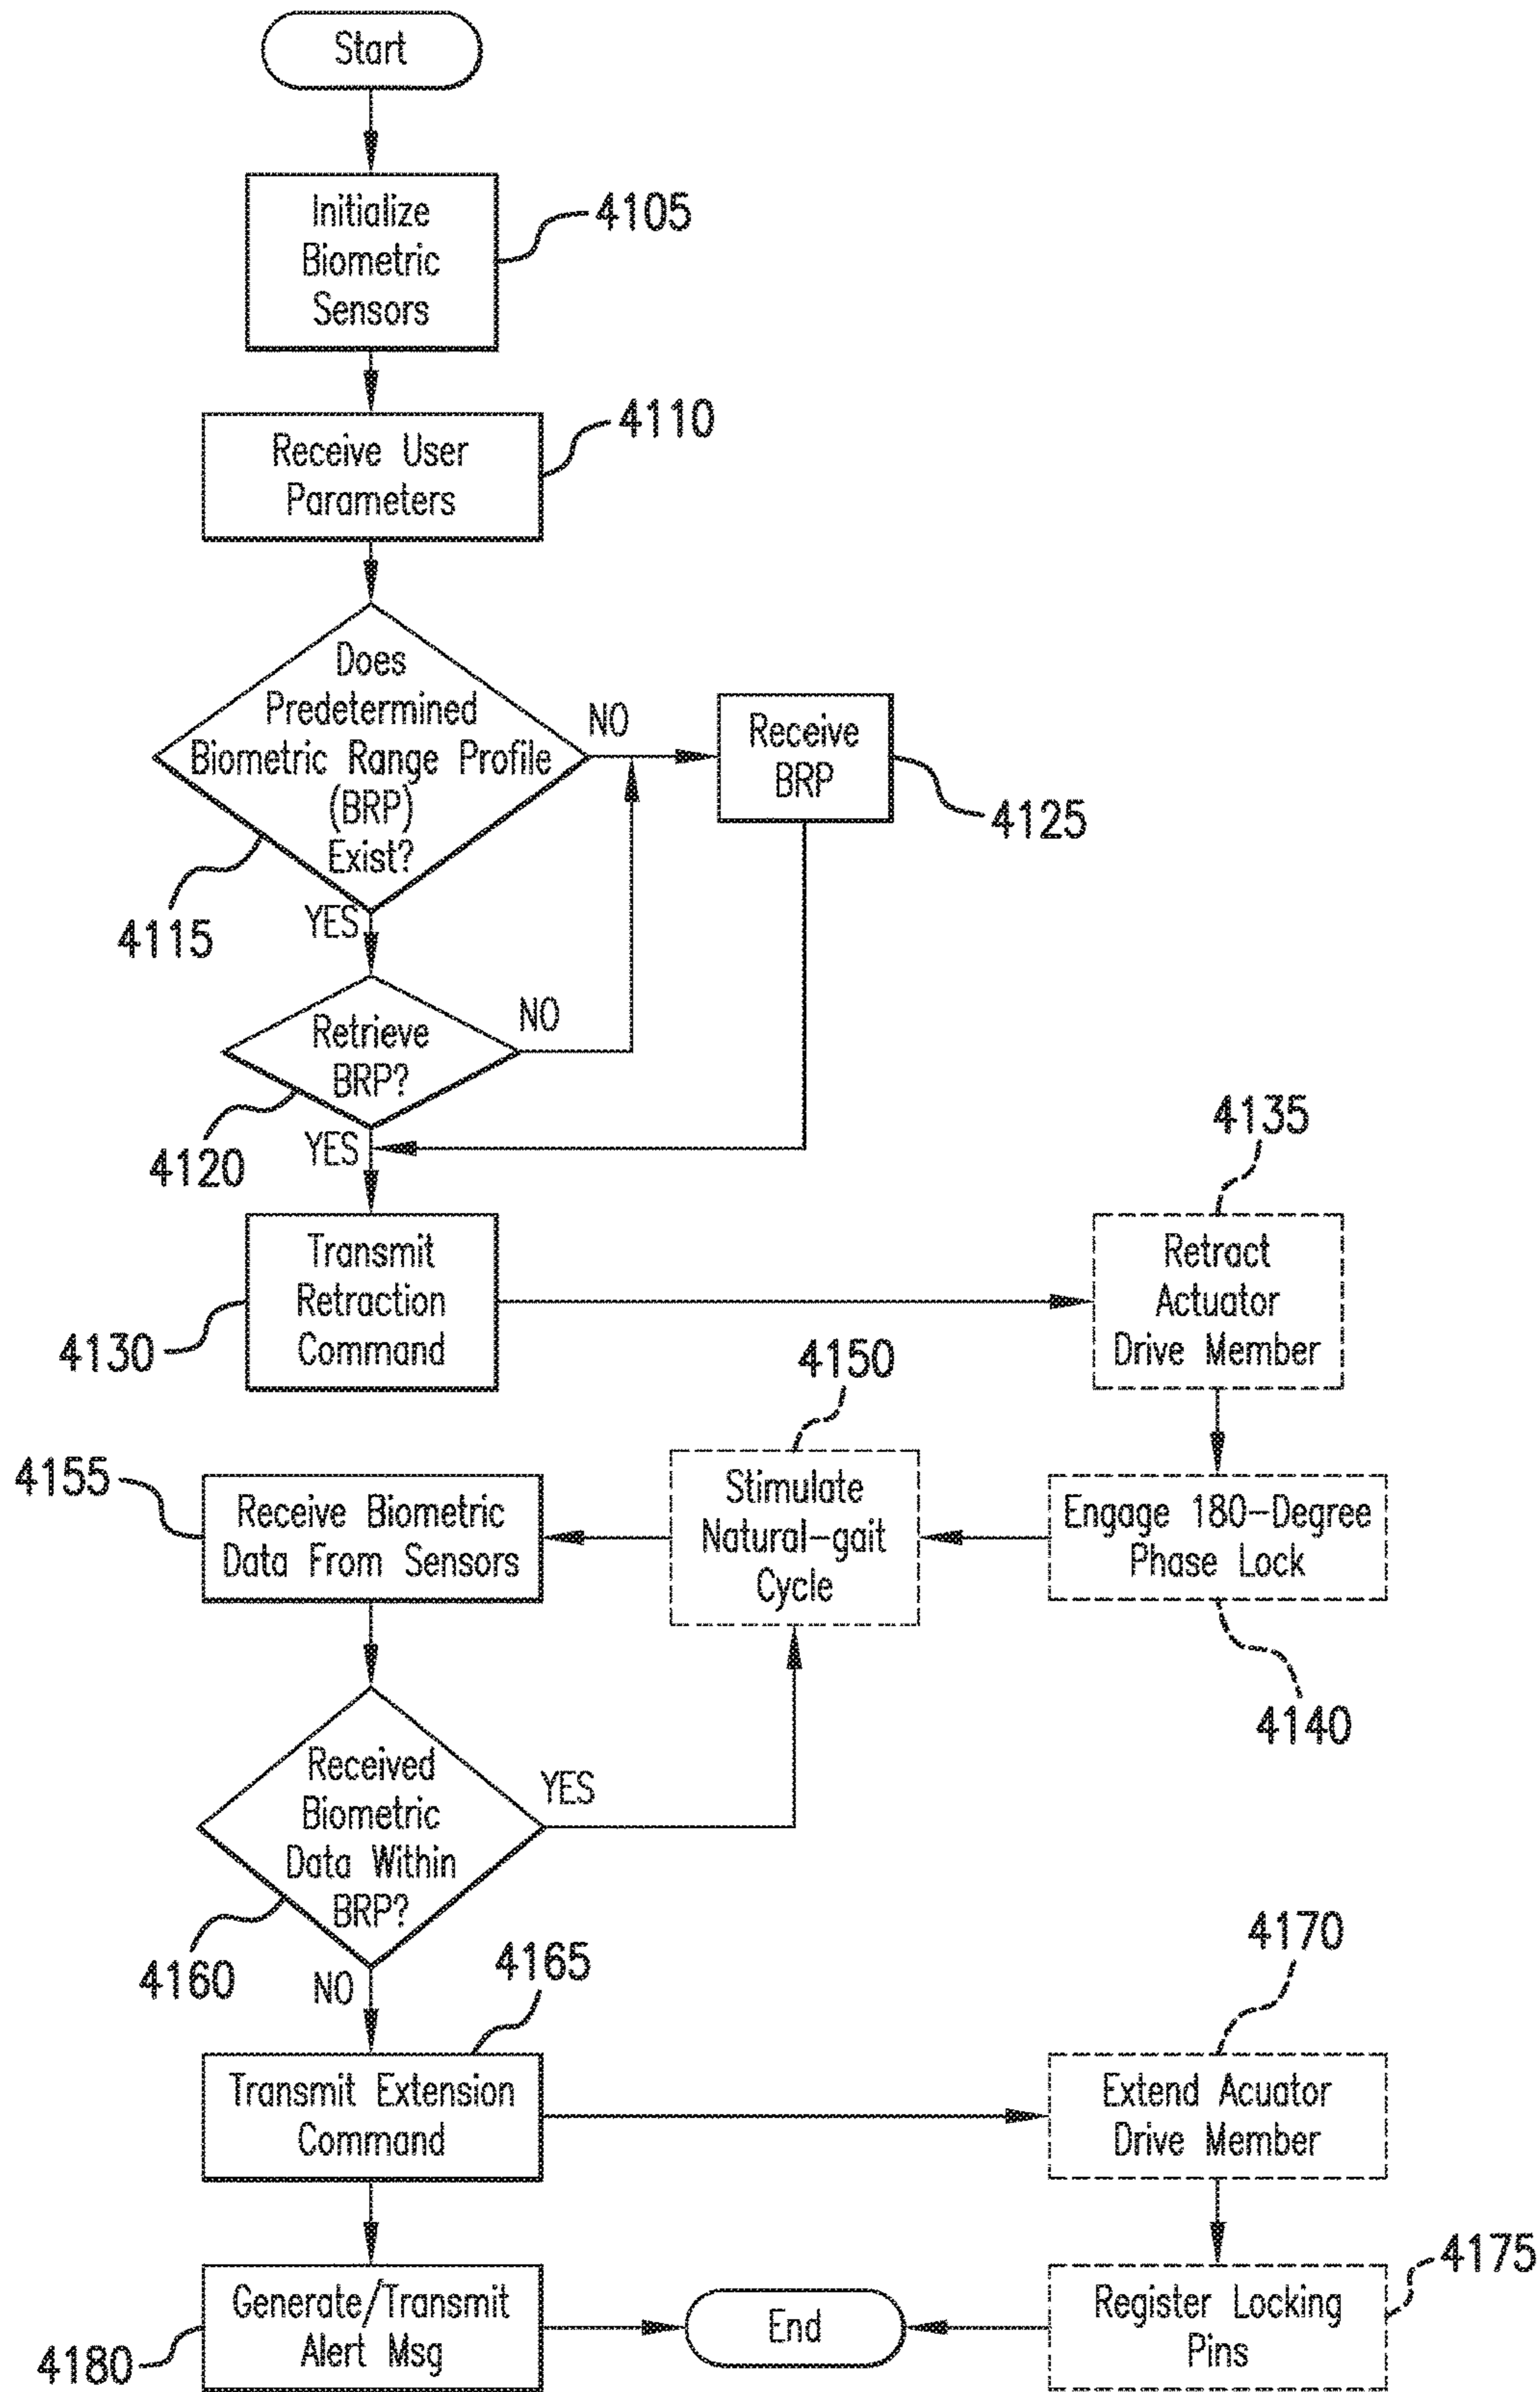 Start
Initialize
Biometric
Sensors
4105
Receive User
Parameters
4110
Does
Predetermined
Biometric Range Profile
(BRP)
Exist?
4115
NO
YES
Receive
BRP
4125
Retrieve
BRP?
4120
NO
YES
Transmit
Retraction
Command
4130
4135
Retract
Actuator
Drive Member
4150
Stimulate
Natural-gait
Cycle
Engage 180-Degree
Phase Lock
4140
4155
Receive Biometric
Data From Sensors
Received
Biometric
Data Within
BRP?
4160
YES
NO
4165
Transmit Extension
Command
4170
Extend Acuator
Drive Member
Generate/Transmit
Alert Msg
4180
End
Register Locking
Pins
4175